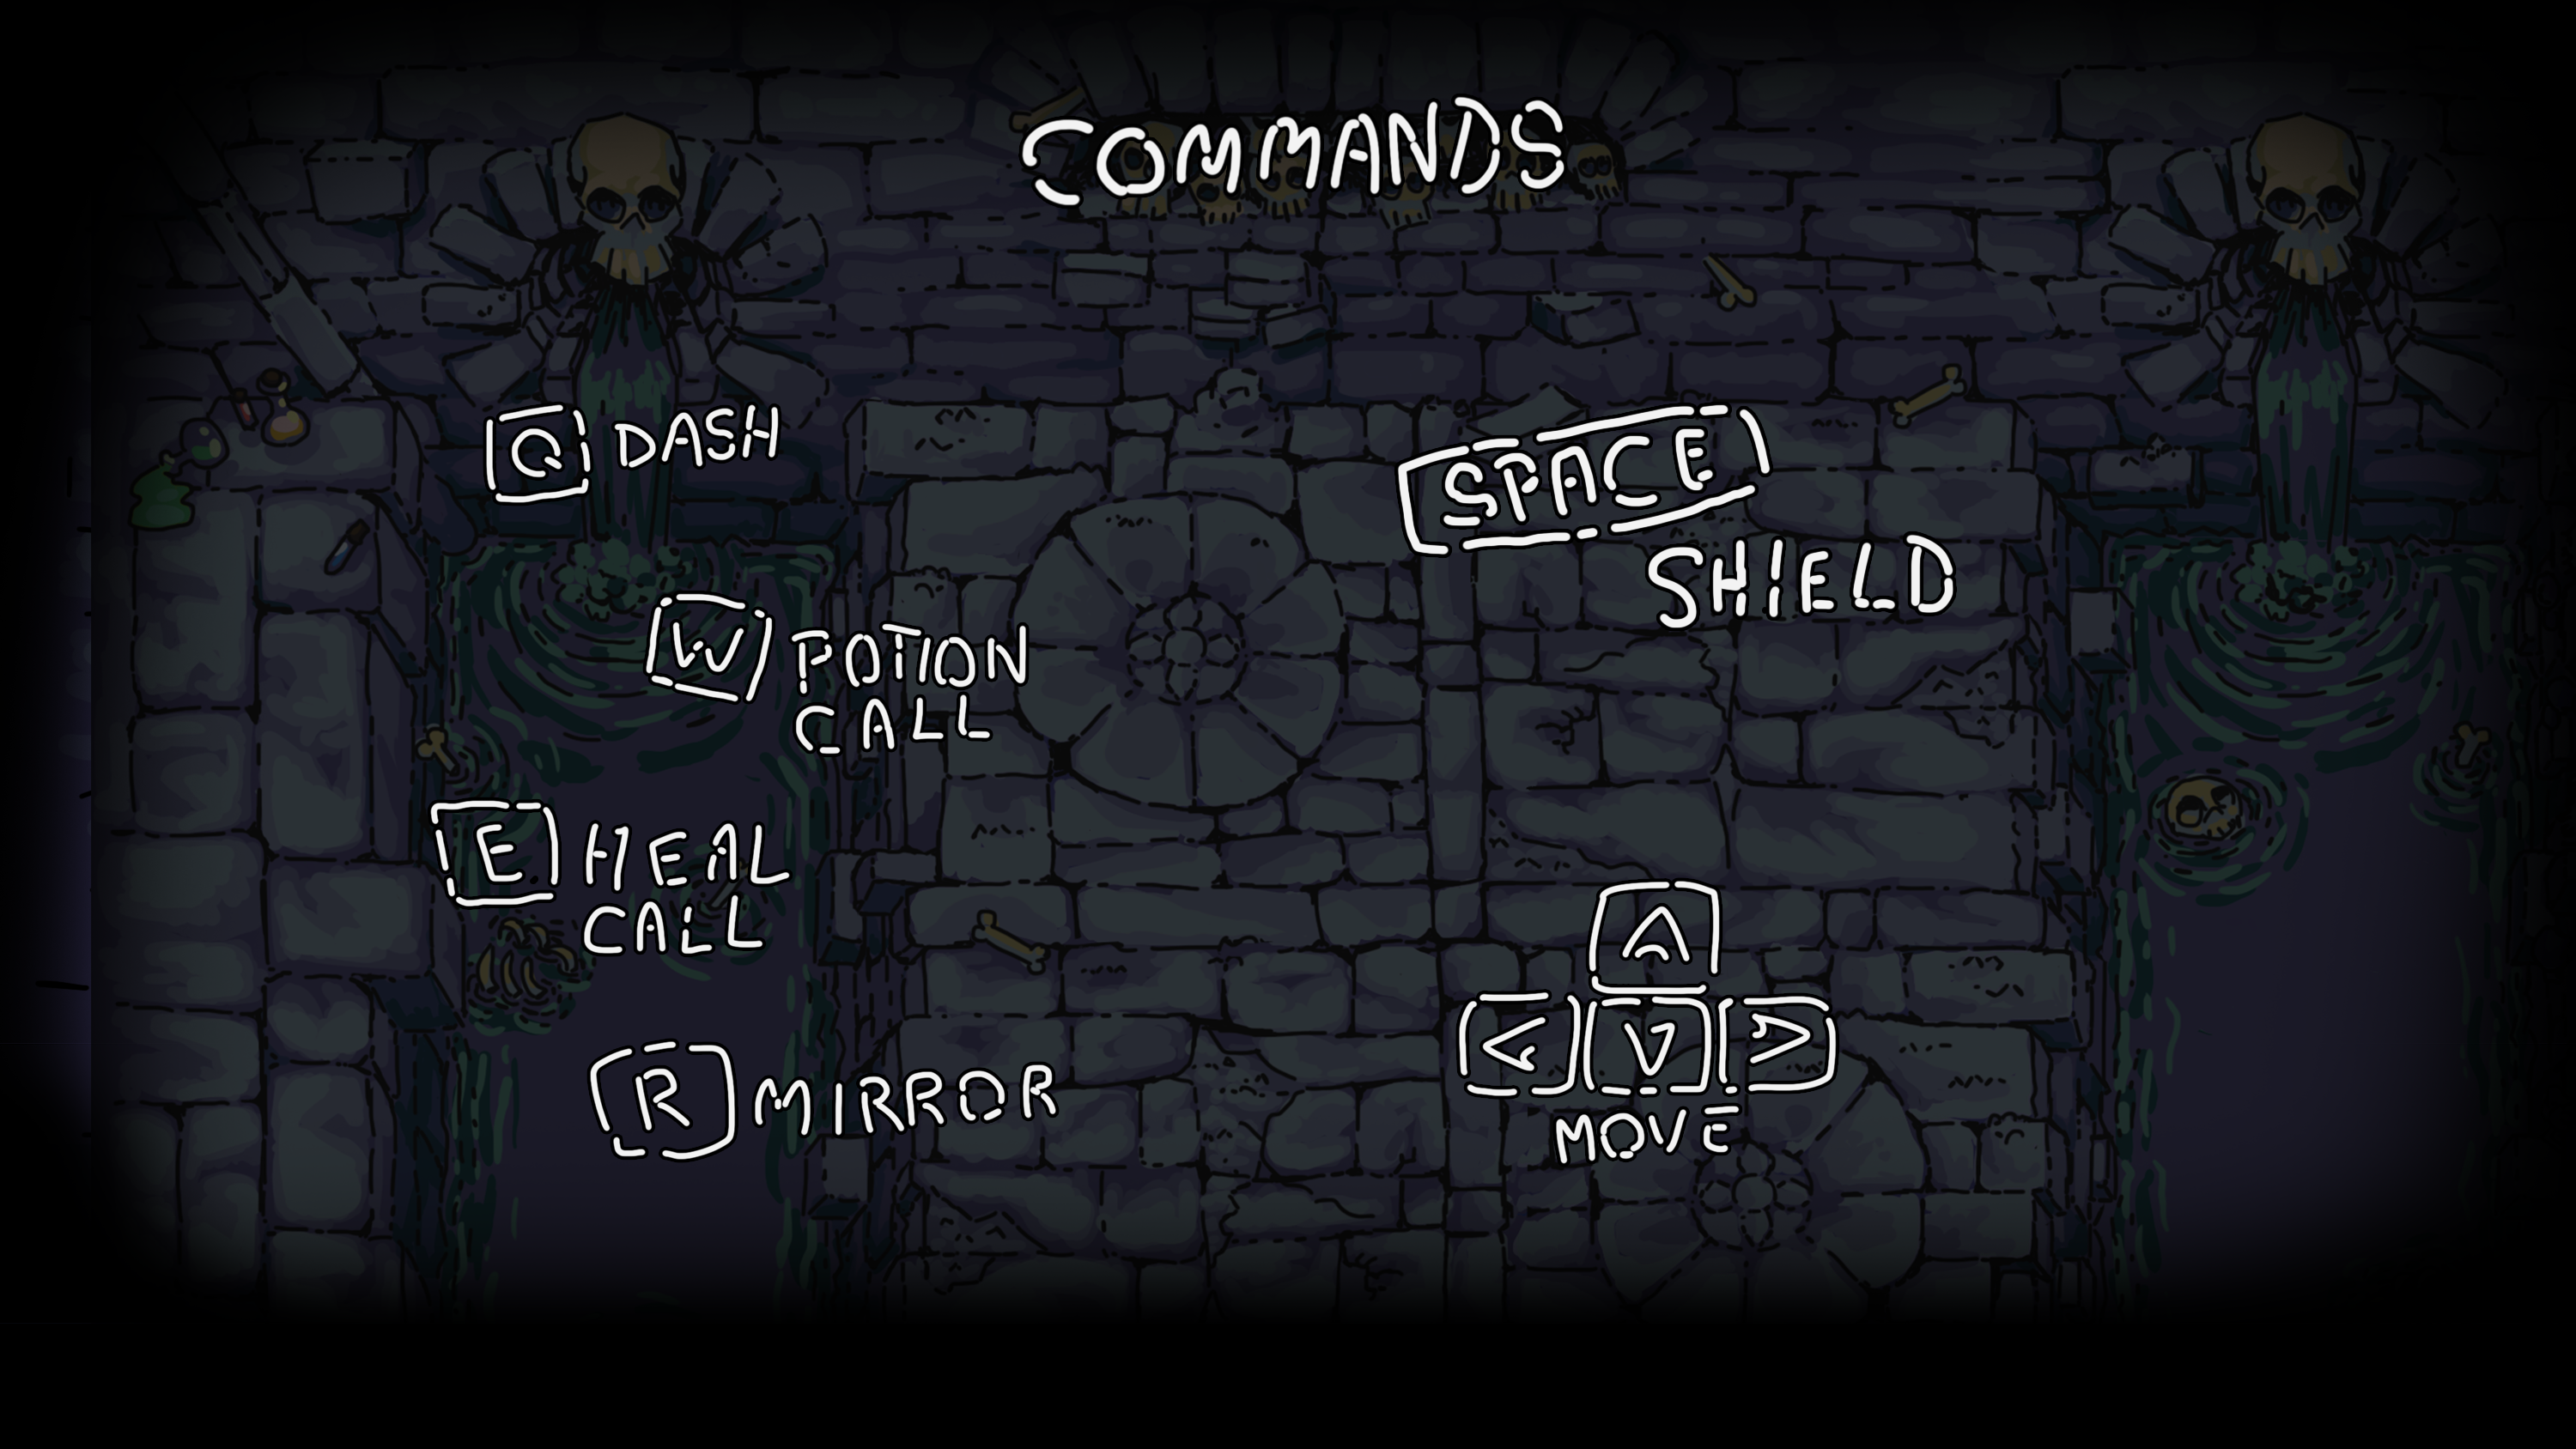 COMMANDS
Q DASH
W POTION
CALL
E HEAL
CALL
R MIRROR
SPACE
SHIELD
^
< V >
MOVE